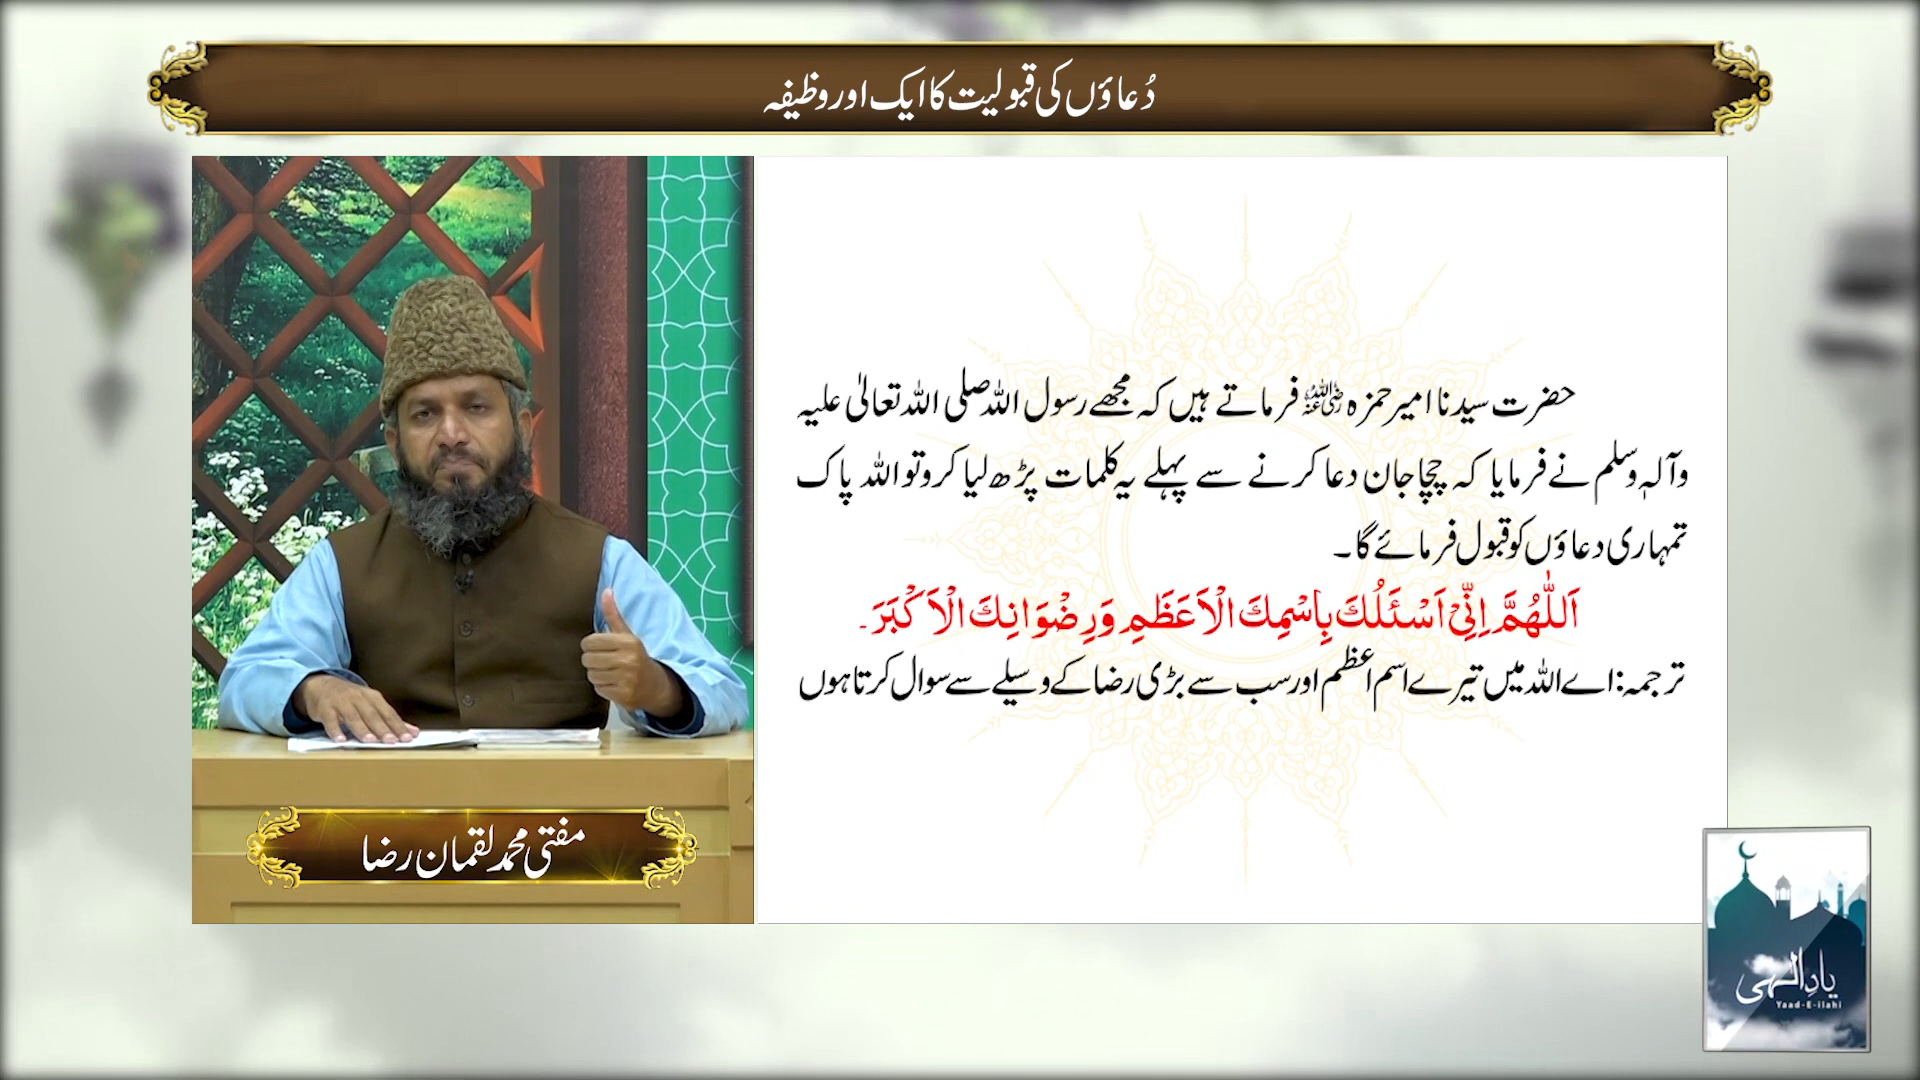 دُعاؤں کی قبولیت کا ایک اور وظیفہ
حضرت سیدنا امیر حمزہ رضی اللہ عنہ فرماتے ہیں کہ مجھے رسول اللہ صلی اللہ تعالیٰ علیہ
وآلہٖ وسلم نے فرمایا کہ چچا جان دعا کرنے سے پہلے یہ کلمات پڑھ لیا کرو تو اللہ پاک
تمہاری دعاؤں کو قبول فرمائے گا۔
اَللّٰهُمَّ اِنِّیْ اَسْئَلُكَ بِاِسْمِكَ الْاَعَظَمِ وَرِضْوَانِكَ الْاَكْبَرَ۔
ترجمہ: اے اللہ میں تیرے اسم اعظم اور سب سے بڑی رضا کے وسیلے سے سوال کرتا ہوں
مفتی محمد لقمان رضا
یادِ الٰہی
Yaad-E-ilahi